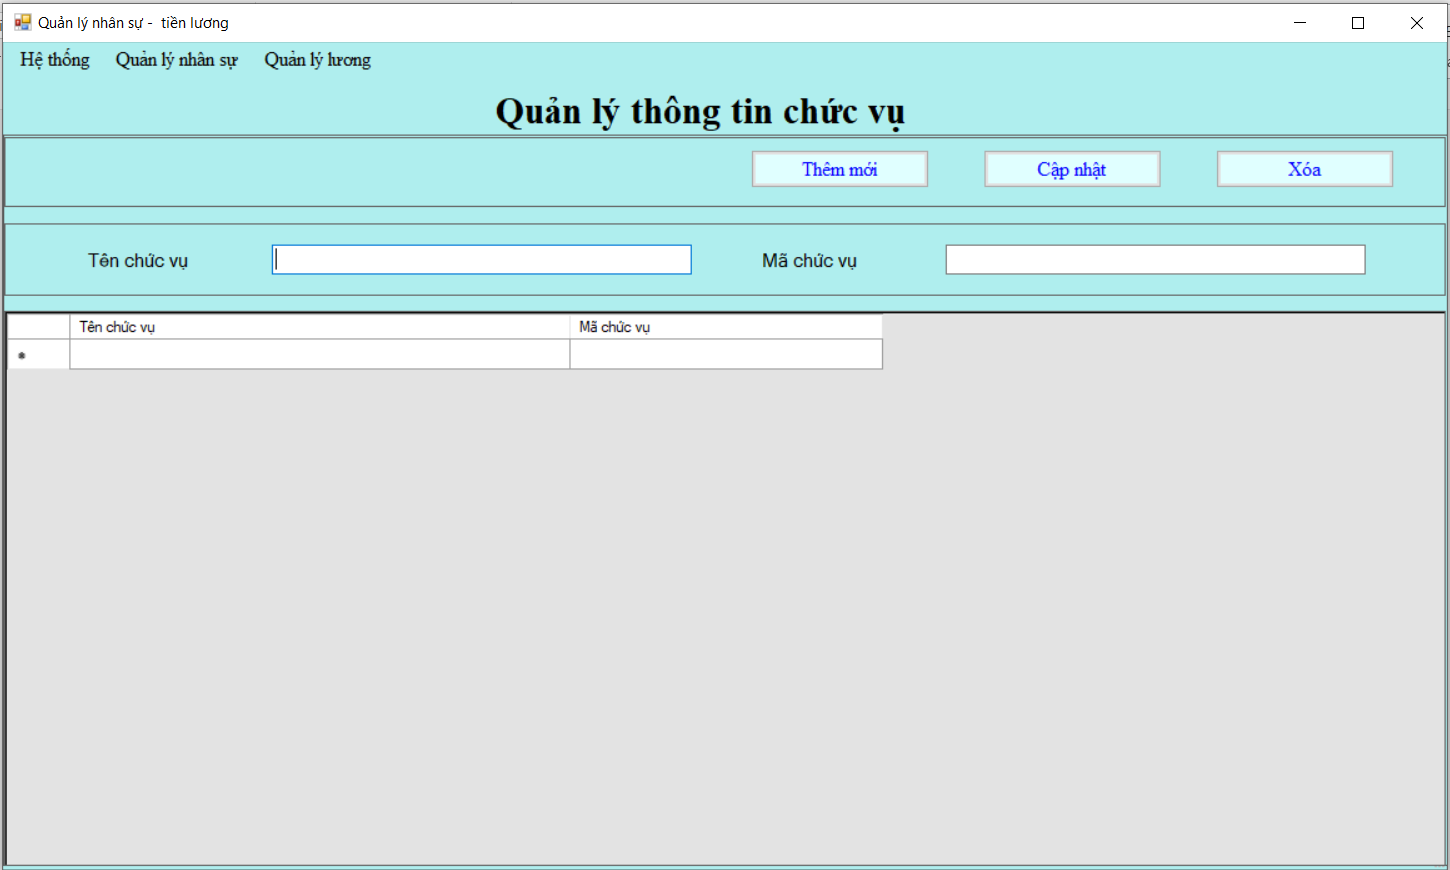 Quản lý nhân sự -  tiền lương
Hệ thống Quản lý nhân sự Quản lý lương
Quản lý thông tin chức vụ
Thêm mới Cập nhật Xóa
Tên chức vụ Mã chức vụ
Tên chức vụ Mã chức vụ